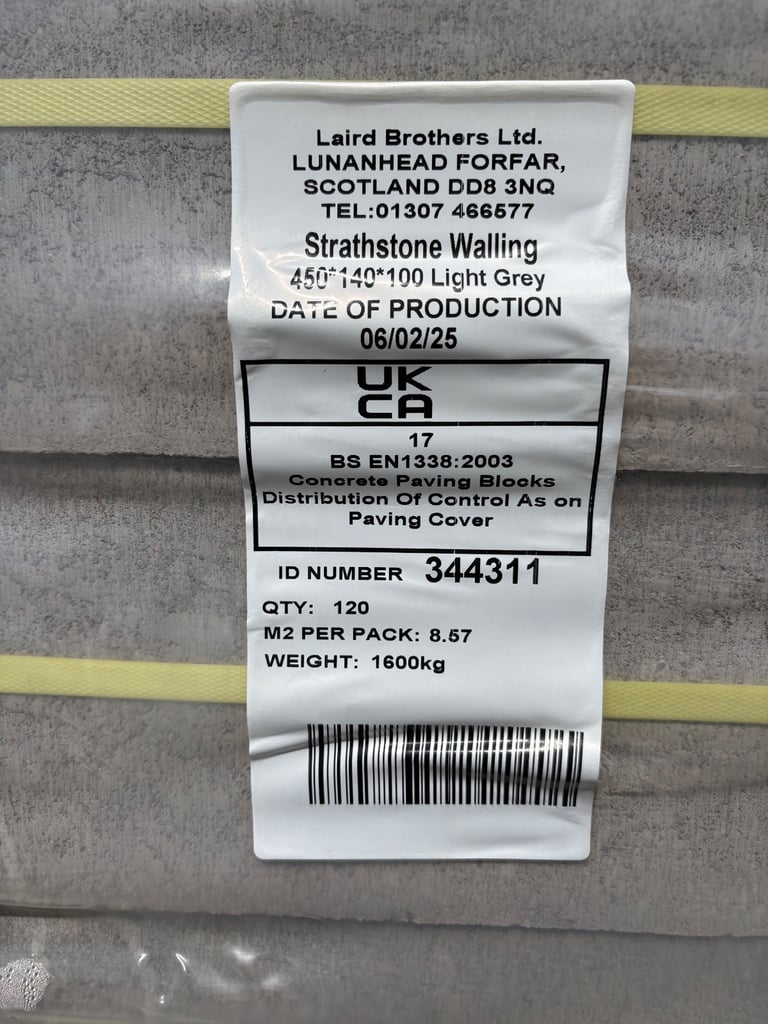 Laird Brothers Ltd.
LUNANHEAD FORFAR,
SCOTLAND DD8 3NQ
TEL:01307 466577
Strathstone Walling
450*140*100 Light Grey
DATE OF PRODUCTION
06/02/25
UK
CA
17
BS EN1338:2003
Concrete Paving Blocks
Distribution Of Control As on
Paving Cover
ID NUMBER 344311
QTY: 120
M2 PER PACK: 8.57
WEIGHT: 1600kg